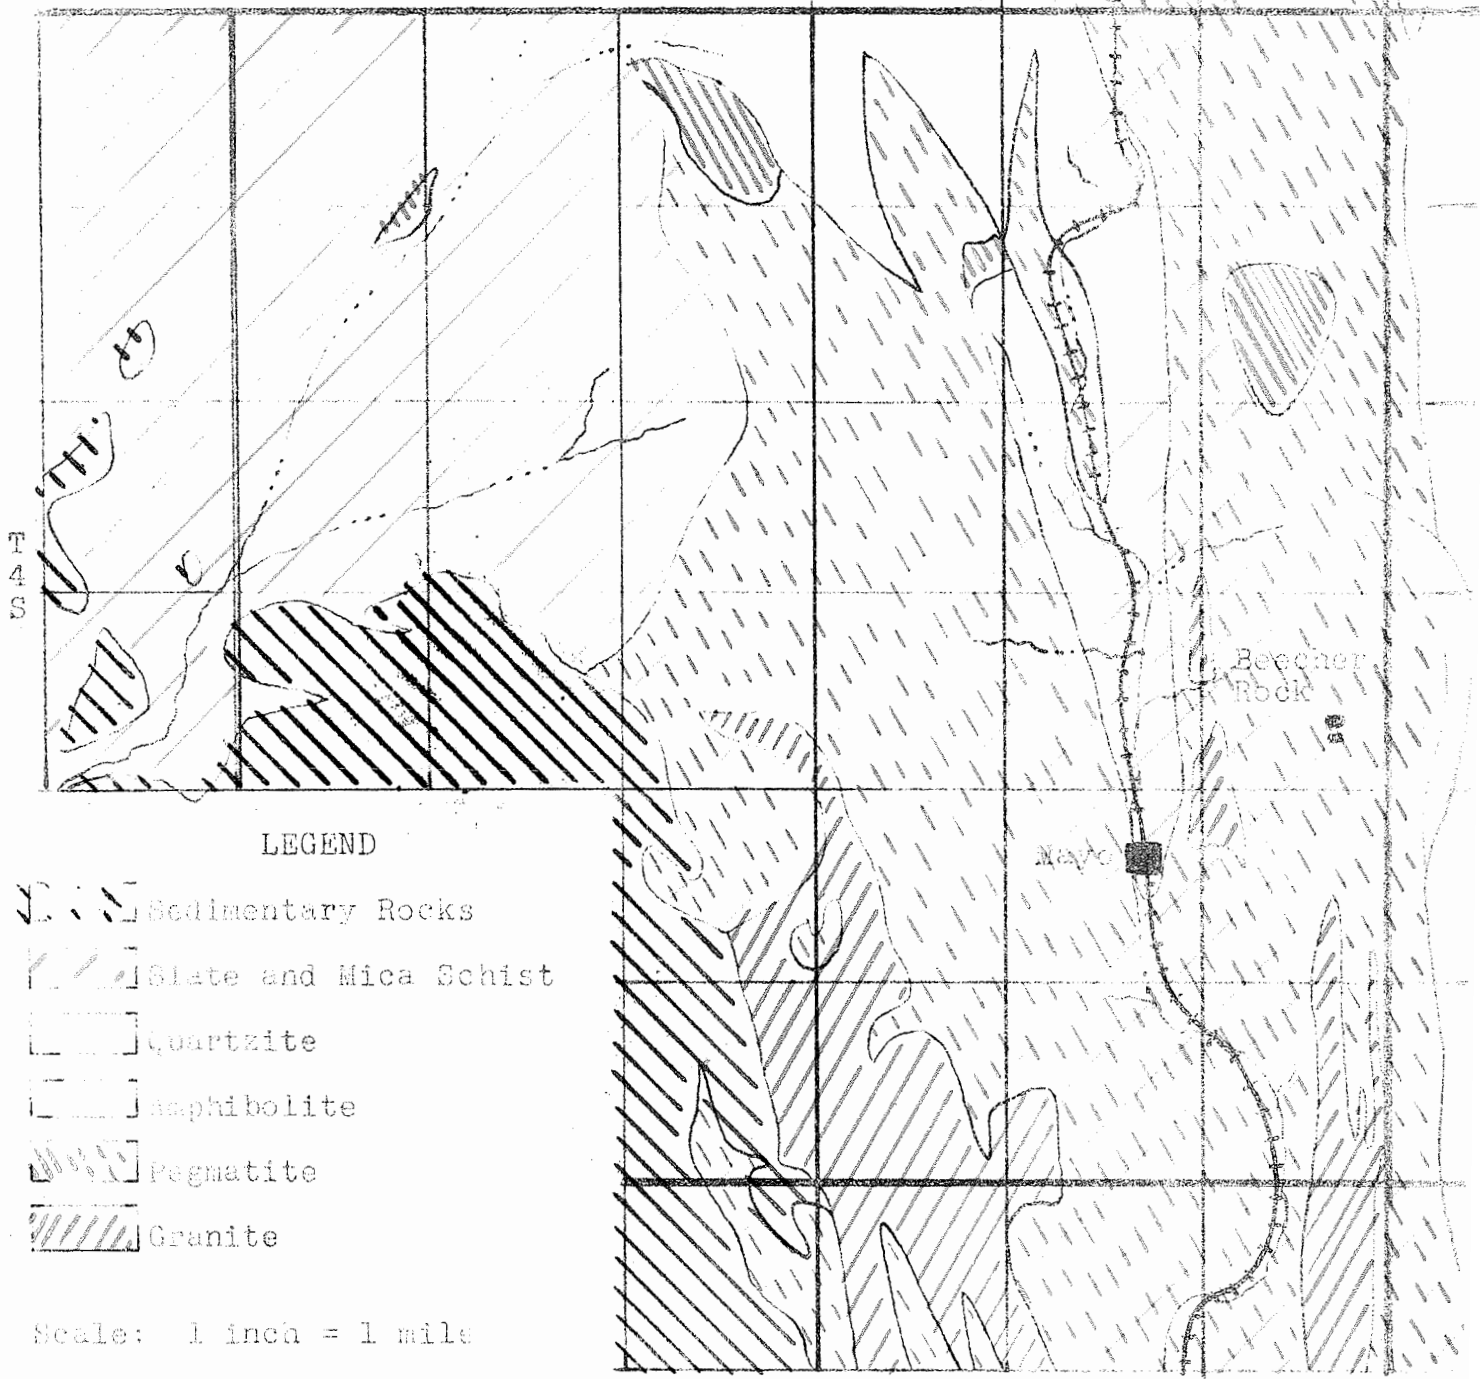 T
4
S
Beecher
Rock
Mayo
LEGEND
Sedimentary Rocks
Slate and Mica Schist
Quartzite
Amphibolite
Pegmatite
Granite
Scale: 1 inch = 1 mile